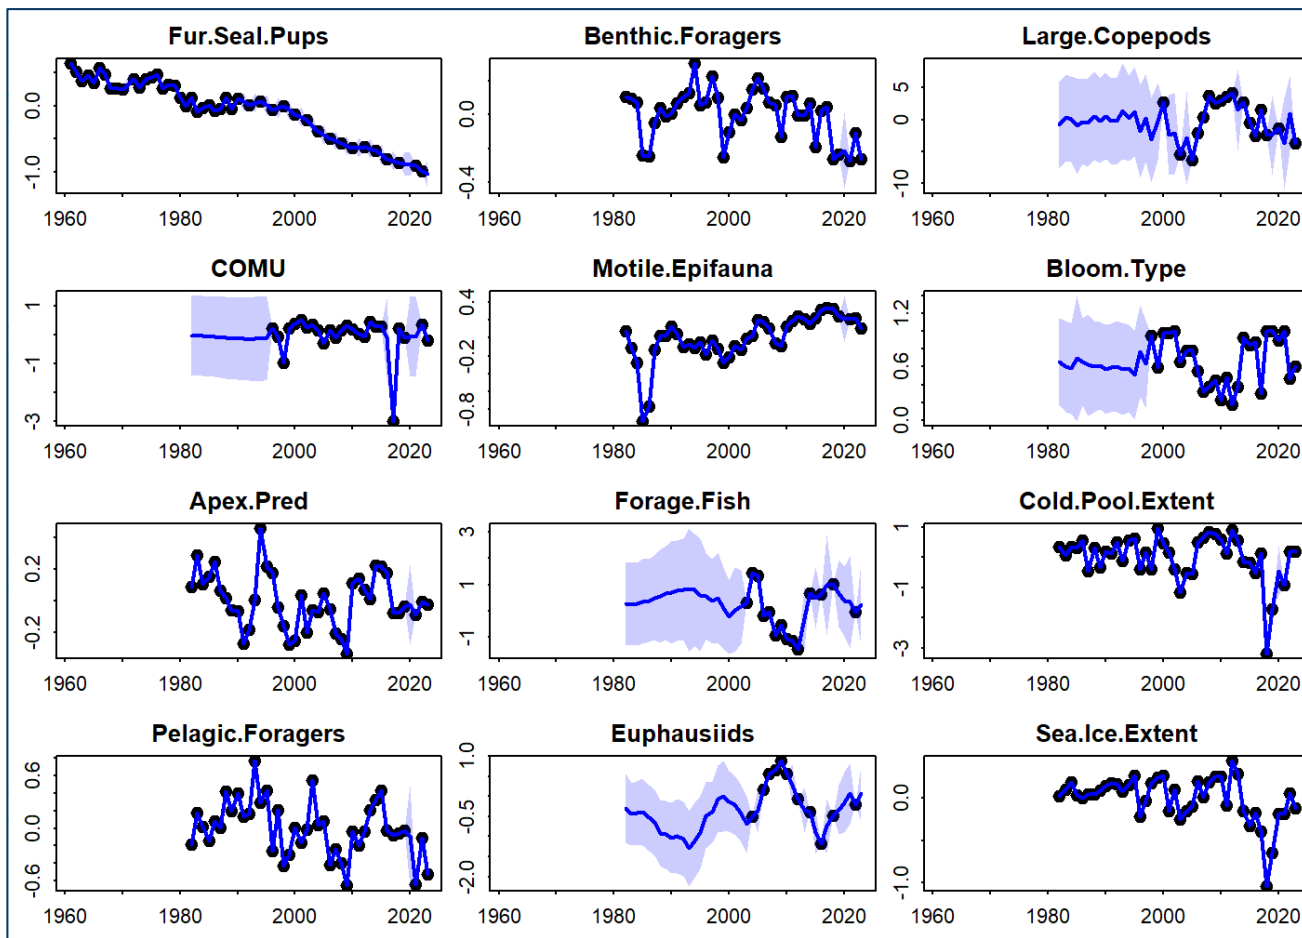 Fur.Seal.Pups
0.0
-1.0
1960 1980 2000 2020
Benthic.Foragers
0.0
-0.4
1960 1980 2000 2020
Large.Copepods
5
0
-10
1960 1980 2000 2020
COMU
1
-1
-3
1960 1980 2000 2020
Motile.Epifauna
0.4
-0.2
-0.8
1960 1980 2000 2020
Bloom.Type
1.2
0.6
0.0
1960 1980 2000 2020
Apex.Pred
0.2
-0.2
1960 1980 2000 2020
Forage.Fish
3
1
-1
1960 1980 2000 2020
Cold.Pool.Extent
1
-1
-3
1960 1980 2000 2020
Pelagic.Foragers
0.6
0.0
-0.6
1960 1980 2000 2020
Euphausiids
1.0
-0.5
-2.0
1960 1980 2000 2020
Sea.Ice.Extent
0.0
-1.0
1960 1980 2000 2020